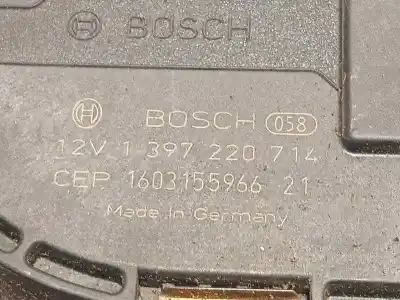 BOSCH
BOSCH 058
12V 1 397 220 714
CEP 1603155966 21
Made in Germany